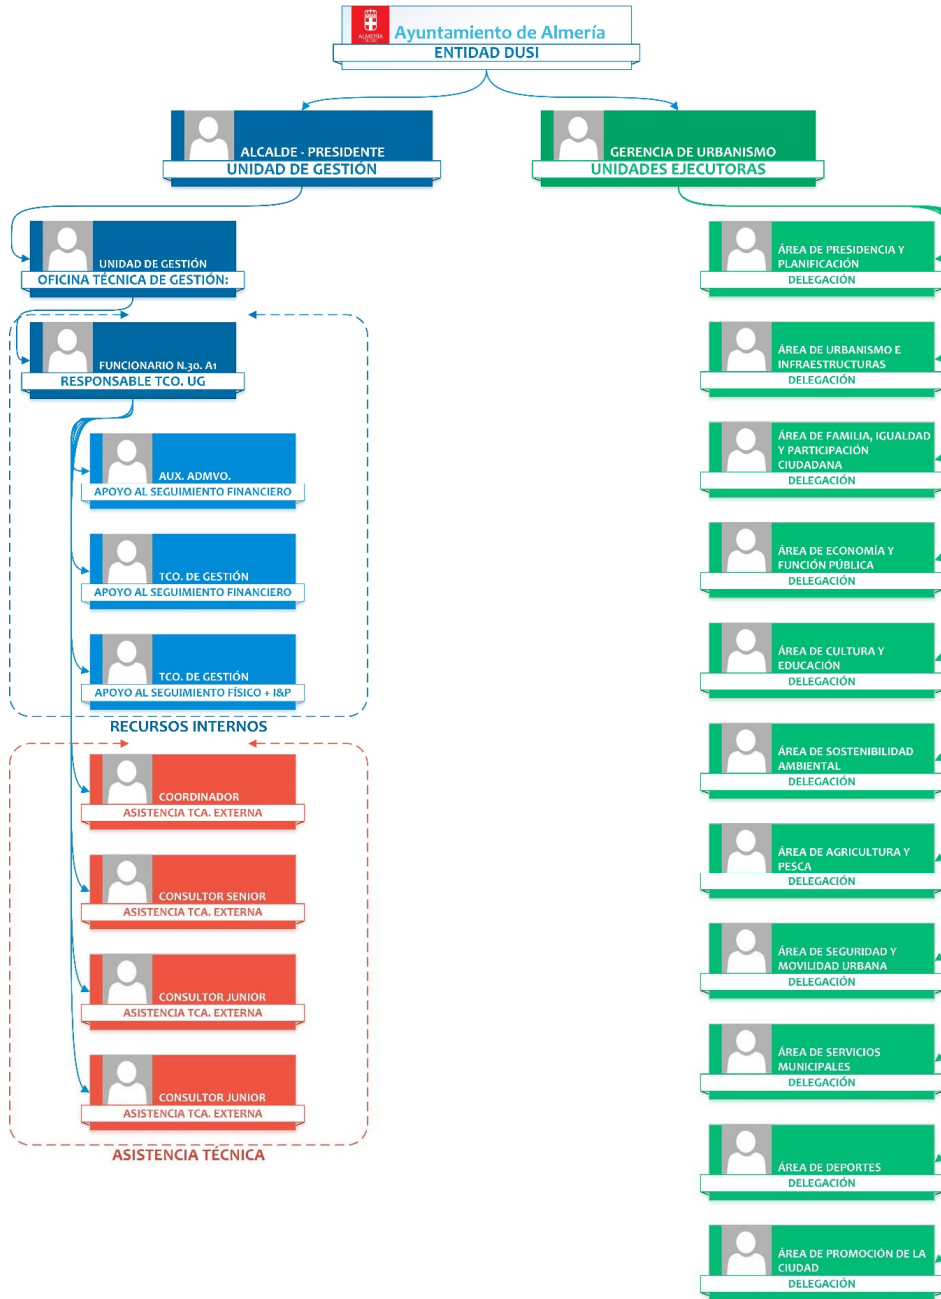 ALMERÍA
Ayuntamiento de Almería
ENTIDAD DUSI
ALCALDE - PRESIDENTE
UNIDAD DE GESTIÓN
GERENCIA DE URBANISMO
UNIDADES EJECUTORAS
UNIDAD DE GESTIÓN
OFICINA TÉCNICA DE GESTIÓN:
FUNCIONARIO N.30. A1
RESPONSABLE TCO. UG
AUX. ADMVO.
APOYO AL SEGUIMIENTO FINANCIERO
TCO. DE GESTIÓN
APOYO AL SEGUIMIENTO FINANCIERO
TCO. DE GESTIÓN
APOYO AL SEGUIMIENTO FÍSICO + I&P
RECURSOS INTERNOS
COORDINADOR
ASISTENCIA TCA. EXTERNA
CONSULTOR SENIOR
ASISTENCIA TCA. EXTERNA
CONSULTOR JUNIOR
ASISTENCIA TCA. EXTERNA
CONSULTOR JUNIOR
ASISTENCIA TCA. EXTERNA
ASISTENCIA TÉCNICA
ÁREA DE PRESIDENCIA Y
PLANIFICACIÓN
DELEGACIÓN
ÁREA DE URBANISMO E
INFRAESTRUCTURAS
DELEGACIÓN
ÁREA DE FAMILIA, IGUALDAD
Y PARTICIPACIÓN
CIUDADANA
DELEGACIÓN
ÁREA DE ECONOMÍA Y
FUNCIÓN PÚBLICA
DELEGACIÓN
ÁREA DE CULTURA Y
EDUCACIÓN
DELEGACIÓN
ÁREA DE SOSTENIBILIDAD
AMBIENTAL
DELEGACIÓN
ÁREA DE AGRICULTURA Y
PESCA
DELEGACIÓN
ÁREA DE SEGURIDAD Y
MOVILIDAD URBANA
DELEGACIÓN
ÁREA DE SERVICIOS
MUNICIPALES
DELEGACIÓN
ÁREA DE DEPORTES
DELEGACIÓN
ÁREA DE PROMOCIÓN DE LA
CIUDAD
DELEGACIÓN